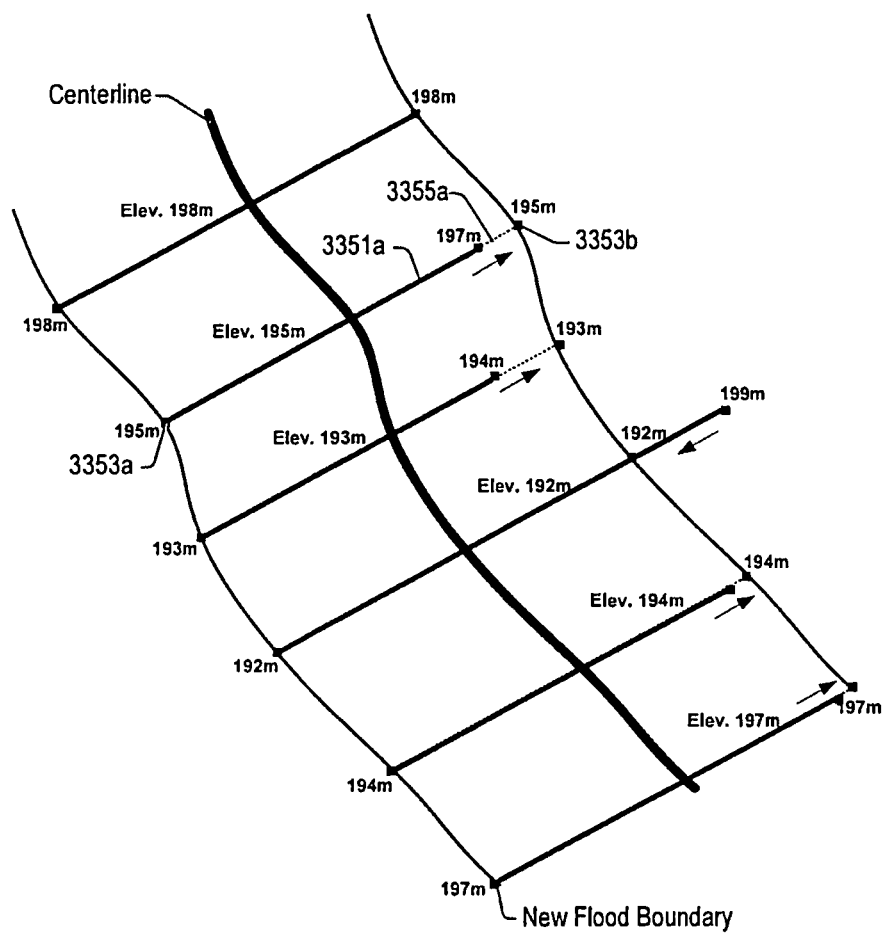 Centerline
198m
3355a
195m
Elev. 198m
3351a
197m
3353b
198m
Elev. 195m
193m
194m
195m
Elev. 193m
199m
192m
3353a
Elev. 192m
193m
194m
Elev. 194m
192m
197m
Elev. 197m
194m
197m
New Flood Boundary